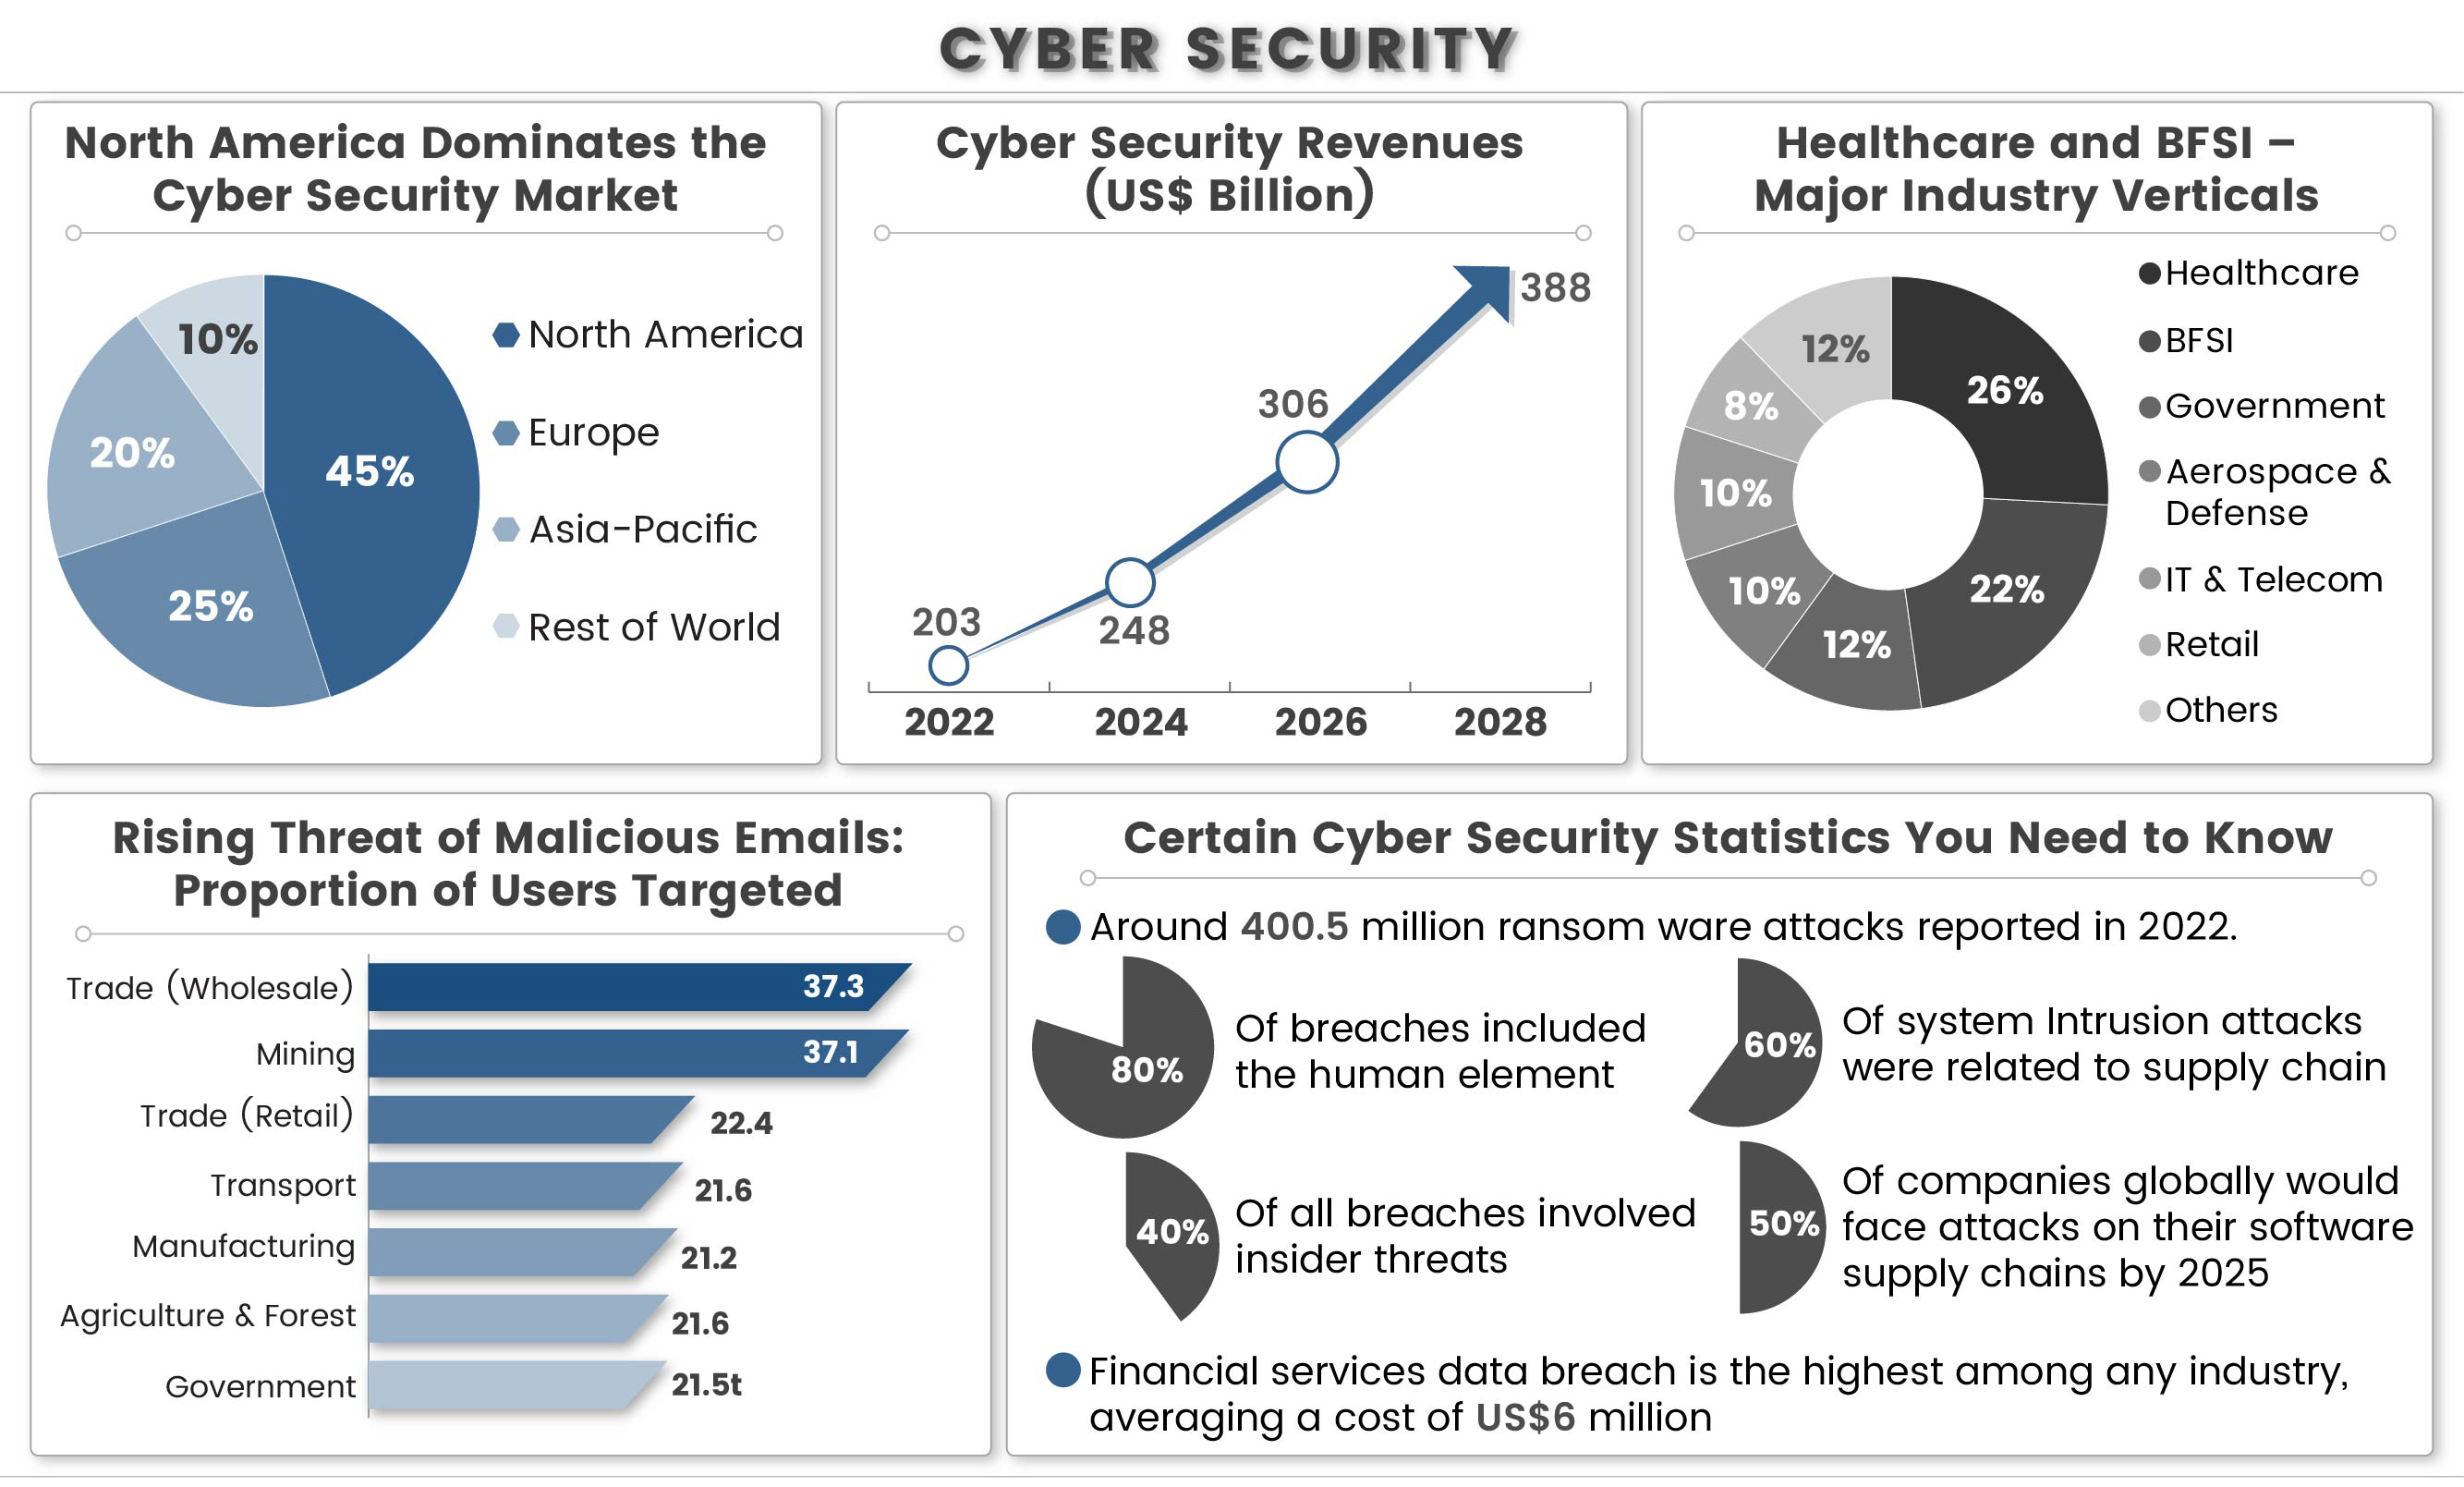 CYBER SECURITY
North America Dominates the
Cyber Security Market
10%
20%
45%
25%
North America
Europe
Asia-Pacific
Rest of World
Cyber Security Revenues
(US$ Billion)
388
306
203
248
2022 2024 2026 2028
Healthcare and BFSI –
Major Industry Verticals
12%
26%
8%
10%
10%
22%
12%
Healthcare
BFSI
Government
Aerospace &
Defense
IT & Telecom
Retail
Others
Rising Threat of Malicious Emails:
Proportion of Users Targeted
Trade (Wholesale) 37.3
Mining 37.1
Trade (Retail) 22.4
Transport 21.6
Manufacturing 21.2
Agriculture & Forest 21.6
Government 21.5t
Certain Cyber Security Statistics You Need to Know
Around 400.5 million ransom ware attacks reported in 2022.
80%
Of breaches included
the human element
60%
Of system Intrusion attacks
were related to supply chain
40%
Of all breaches involved
insider threats
50%
Of companies globally would
face attacks on their software
supply chains by 2025
Financial services data breach is the highest among any industry,
averaging a cost of US$6 million